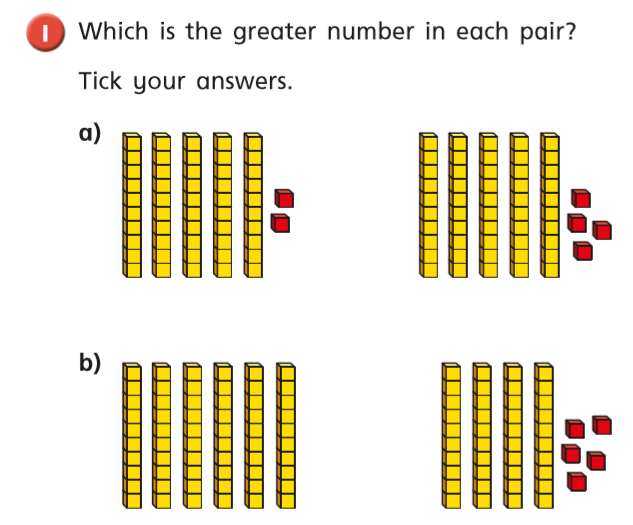 1 Which is the greater number in each pair?
Tick your answers.
a)
b)